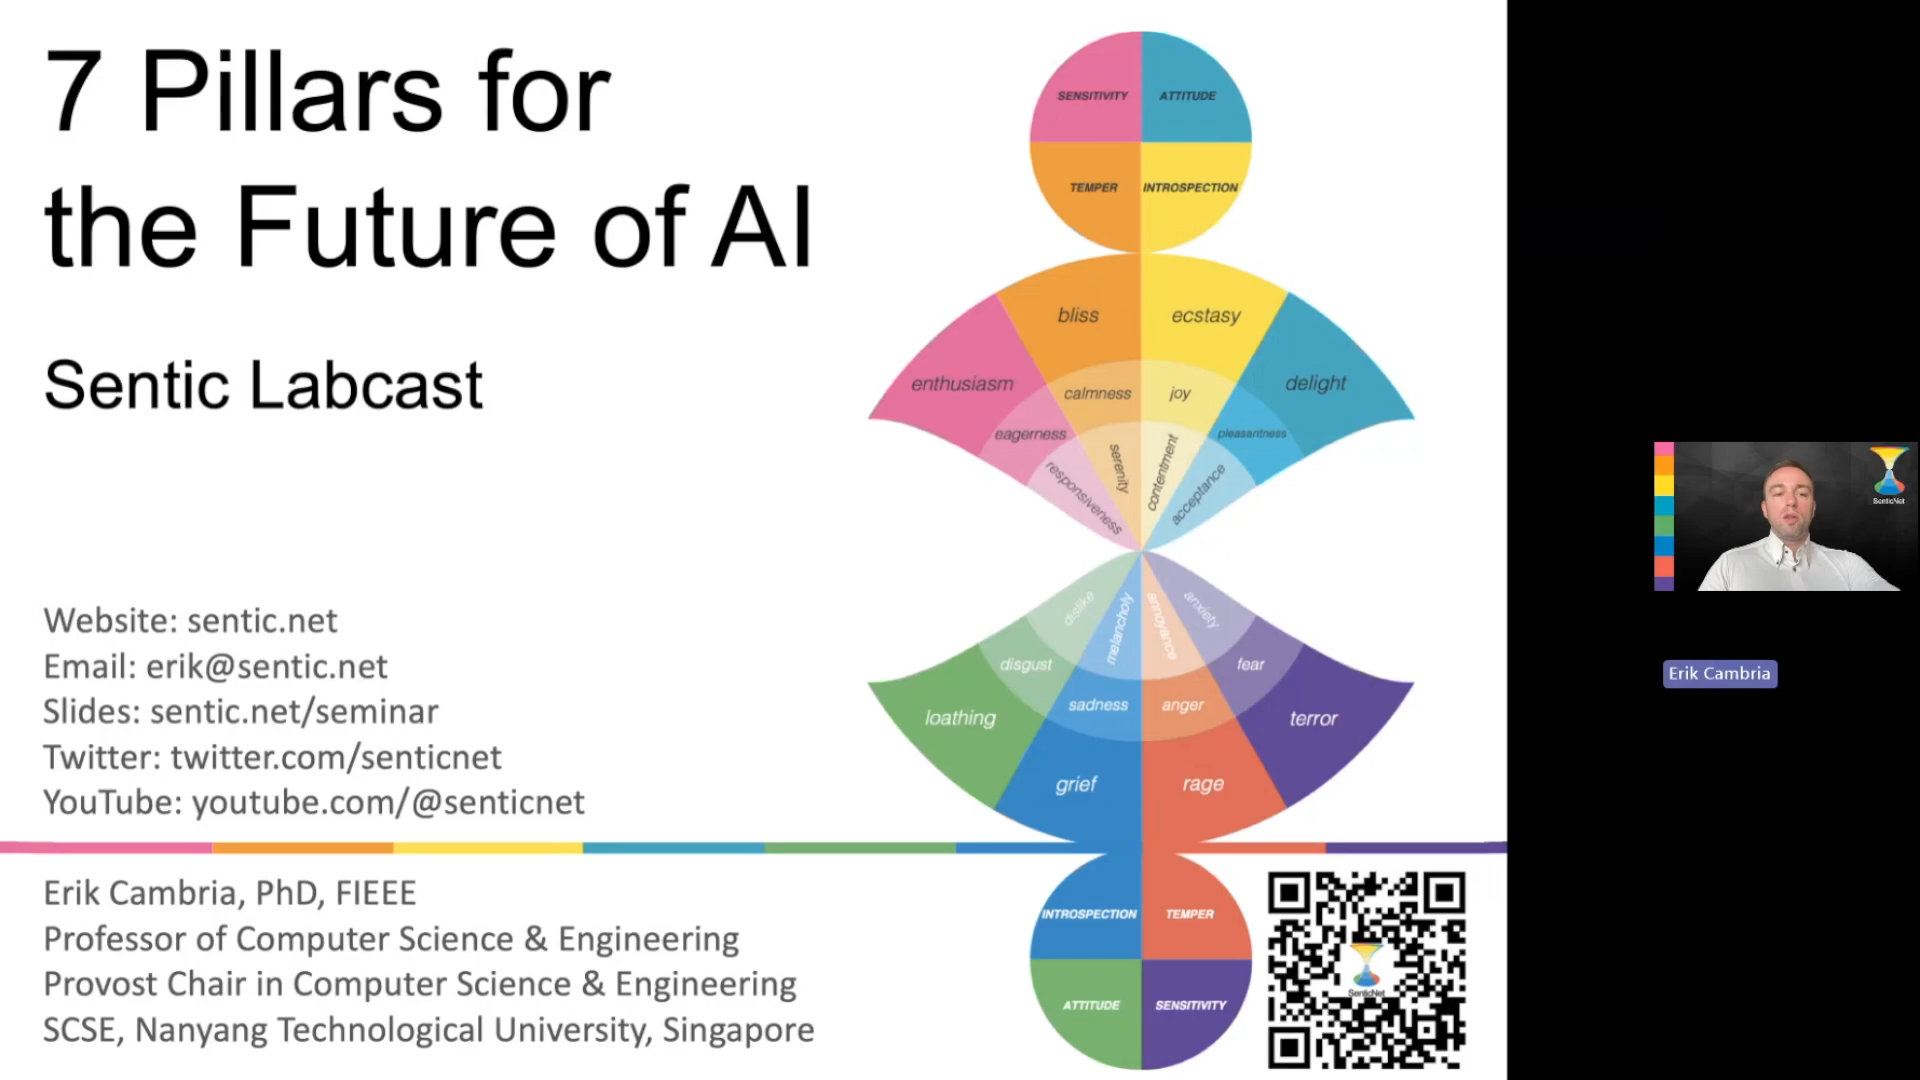 7 Pillars for
the Future of AI
Sentic Labcast
Website: sentic.net
Email: erik@sentic.net
Slides: sentic.net/seminar
Twitter: twitter.com/senticnet
YouTube: youtube.com/@senticnet
Erik Cambria, PhD, FIEEE
Professor of Computer Science & Engineering
Provost Chair in Computer Science & Engineering
SCSE, Nanyang Technological University, Singapore
SENSITIVITY ATTITUDE
TEMPER INTROSPECTION
bliss ecstasy
enthusiasm delight
calmness joy
eagerness pleasantness
responsiveness serenity contentment acceptance
dislike melancholy annoyance anxiety
disgust fear
sadness anger
loathing terror
grief rage
INTROSPECTION TEMPER
ATTITUDE SENSITIVITY
SenticNet
SenticNet
Erik Cambria